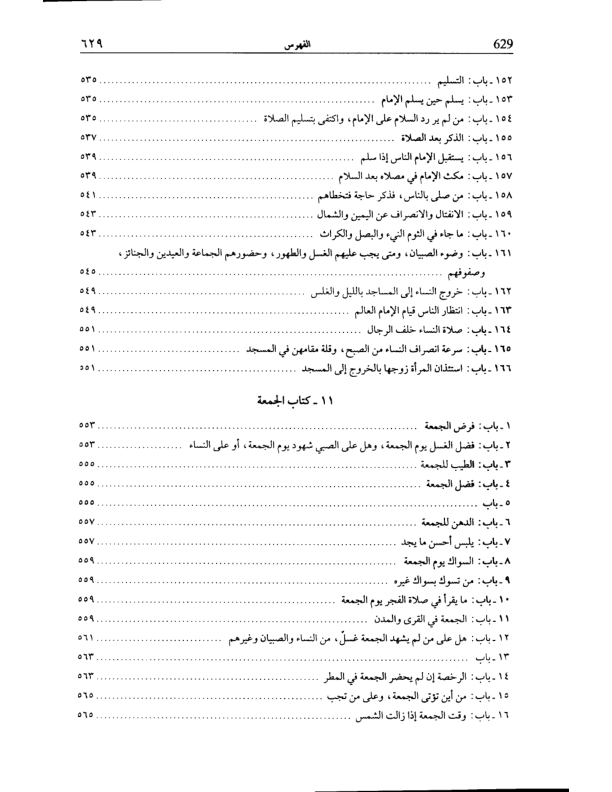 629 الفهرس ٦٢٩
١٥٢ ـ باب: التسليم ................ ٥٣٥
١٥٣ ـ باب: يسلم حين يسلم الإمام ................ ٥٣٥
١٥٤ ـ باب: من لم ير رد السلام على الإمام، واكتفى بتسليم الصلاة ................ ٥٣٥
١٥٥ ـ باب: الذكر بعد الصلاة ................ ٥٣٧
١٥٦ ـ باب: يستقبل الإمام الناس إذا سلم ................ ٥٣٩
١٥٧ ـ باب: مكث الإمام في مصلاه بعد السلام ................ ٥٣٩
١٥٨ ـ باب: من صلى بالناس، فذكر حاجة فتخطاهم ................ ٥٤١
١٥٩ ـ باب: الانفتال والانصراف عن اليمين والشمال ................ ٥٤٣
١٦٠ ـ باب: ما جاء في الثوم النيء والبصل والكراث ................ ٥٤٣
١٦١ ـ باب: وضوء الصبيان، ومتى يجب عليهم الغسل والطهور، وحضورهم الجماعة والعيدين والجنائز،
وصفوفهم ................ ٥٤٥
١٦٢ ـ باب: خروج النساء إلى المساجد بالليل والغلس ................ ٥٤٩
١٦٣ ـ باب: انتظار الناس قيام الإمام العالم ................ ٥٤٩
١٦٤ ـ باب: صلاة النساء خلف الرجال ................ ٥٥١
١٦٥ ـ باب: سرعة انصراف النساء من الصبح، وقلة مقامهن في المسجد ................ ٥٥١
١٦٦ ـ باب: استئذان المرأة زوجها بالخروج إلى المسجد ................ ٥٥١
١١ ـ كتاب الجمعة
١ ـ باب: فرض الجمعة ................ ٥٥٣
٢ ـ باب: فضل الغسل يوم الجمعة، وهل على الصبي شهود يوم الجمعة، أو على النساء ................ ٥٥٣
٣ ـ باب: الطيب للجمعة ................ ٥٥٥
٤ ـ باب: فضل الجمعة ................ ٥٥٥
٥ ـ باب ................ ٥٥٥
٦ ـ باب: الدهن للجمعة ................ ٥٥٧
٧ ـ باب: يلبس أحسن ما يجد ................ ٥٥٧
٨ ـ باب: السواك يوم الجمعة ................ ٥٥٩
٩ ـ باب: من تسوك بسواك غيره ................ ٥٥٩
١٠ ـ باب: ما يقرأ في صلاة الفجر يوم الجمعة ................ ٥٥٩
١١ ـ باب: الجمعة في القرى والمدن ................ ٥٥٩
١٢ ـ باب: هل على من لم يشهد الجمعة غسلٌ، من النساء والصبيان وغيرهم ................ ٥٦١
١٣ ـ باب ................ ٥٦٣
١٤ ـ باب: الرخصة إن لم يحضر الجمعة في المطر ................ ٥٦٣
١٥ ـ باب: من أين تؤتى الجمعة، وعلى من تجب ................ ٥٦٥
١٦ ـ باب: وقت الجمعة إذا زالت الشمس ................ ٥٦٥